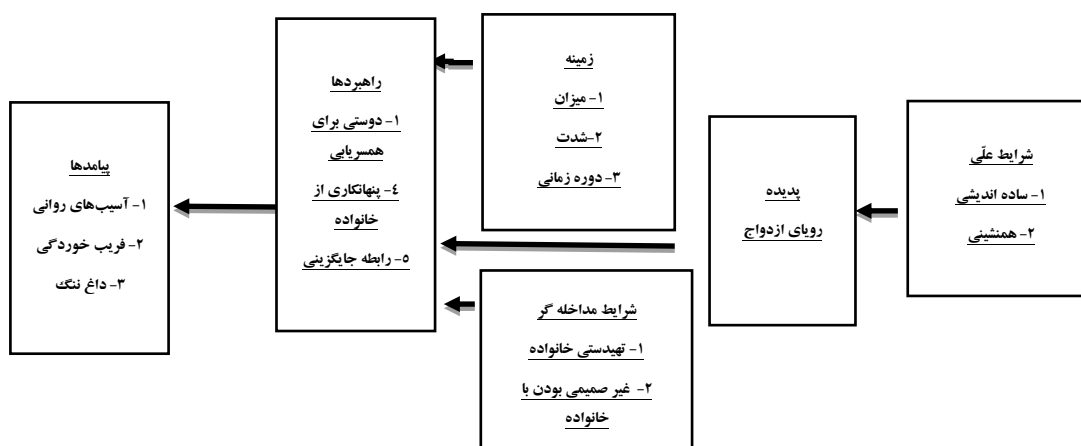 شرایط علّی
۱- ساده اندیشی
۲- همنشینی
پدیده
رویای ازدواج
زمینه
۱- میزان
۲-شدت
۳- دوره زمانی
شرایط مداخله گر
۱- تهیدستی خانواده
۲- غیر صمیمی بودن با
خانواده
راهبردها
۱- دوستی برای
همسریابی
٤- پنهانکاری از
خانواده
٥- رابطه جایگزینی
پیامدها
۱- آسیب‌های روانی
۲- فریب خوردگی
۳- داغ ننگ